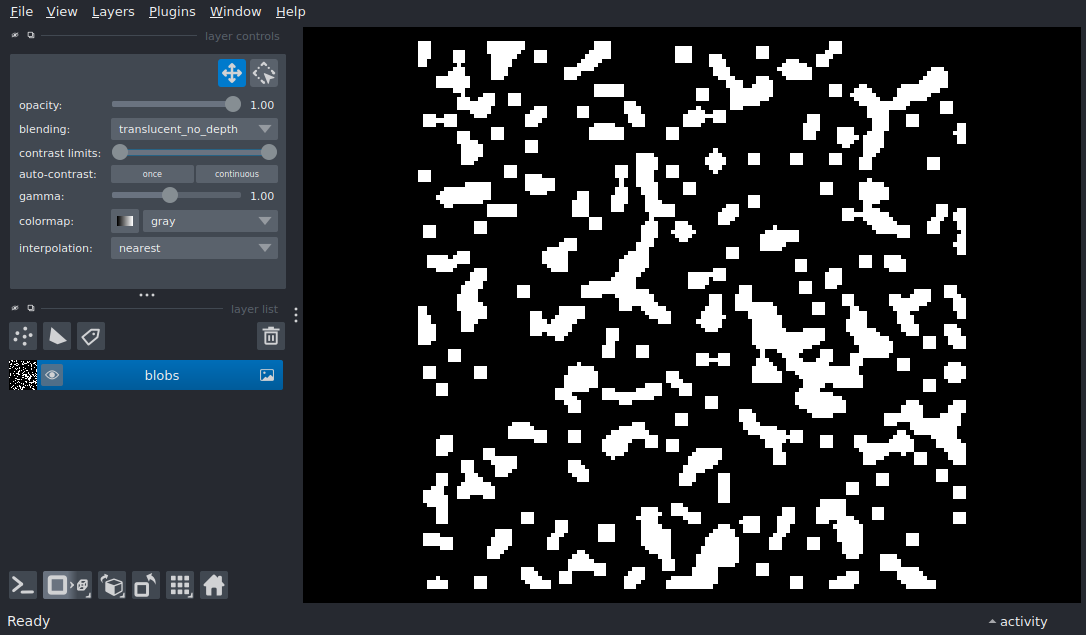 File View Layers Plugins Window Help
layer controls
opacity: 1.00
blending: translucent_no_depth
contrast limits:
auto-contrast: once continuous
gamma: 1.00
colormap: gray
interpolation: nearest
layer list
blobs
Ready activity